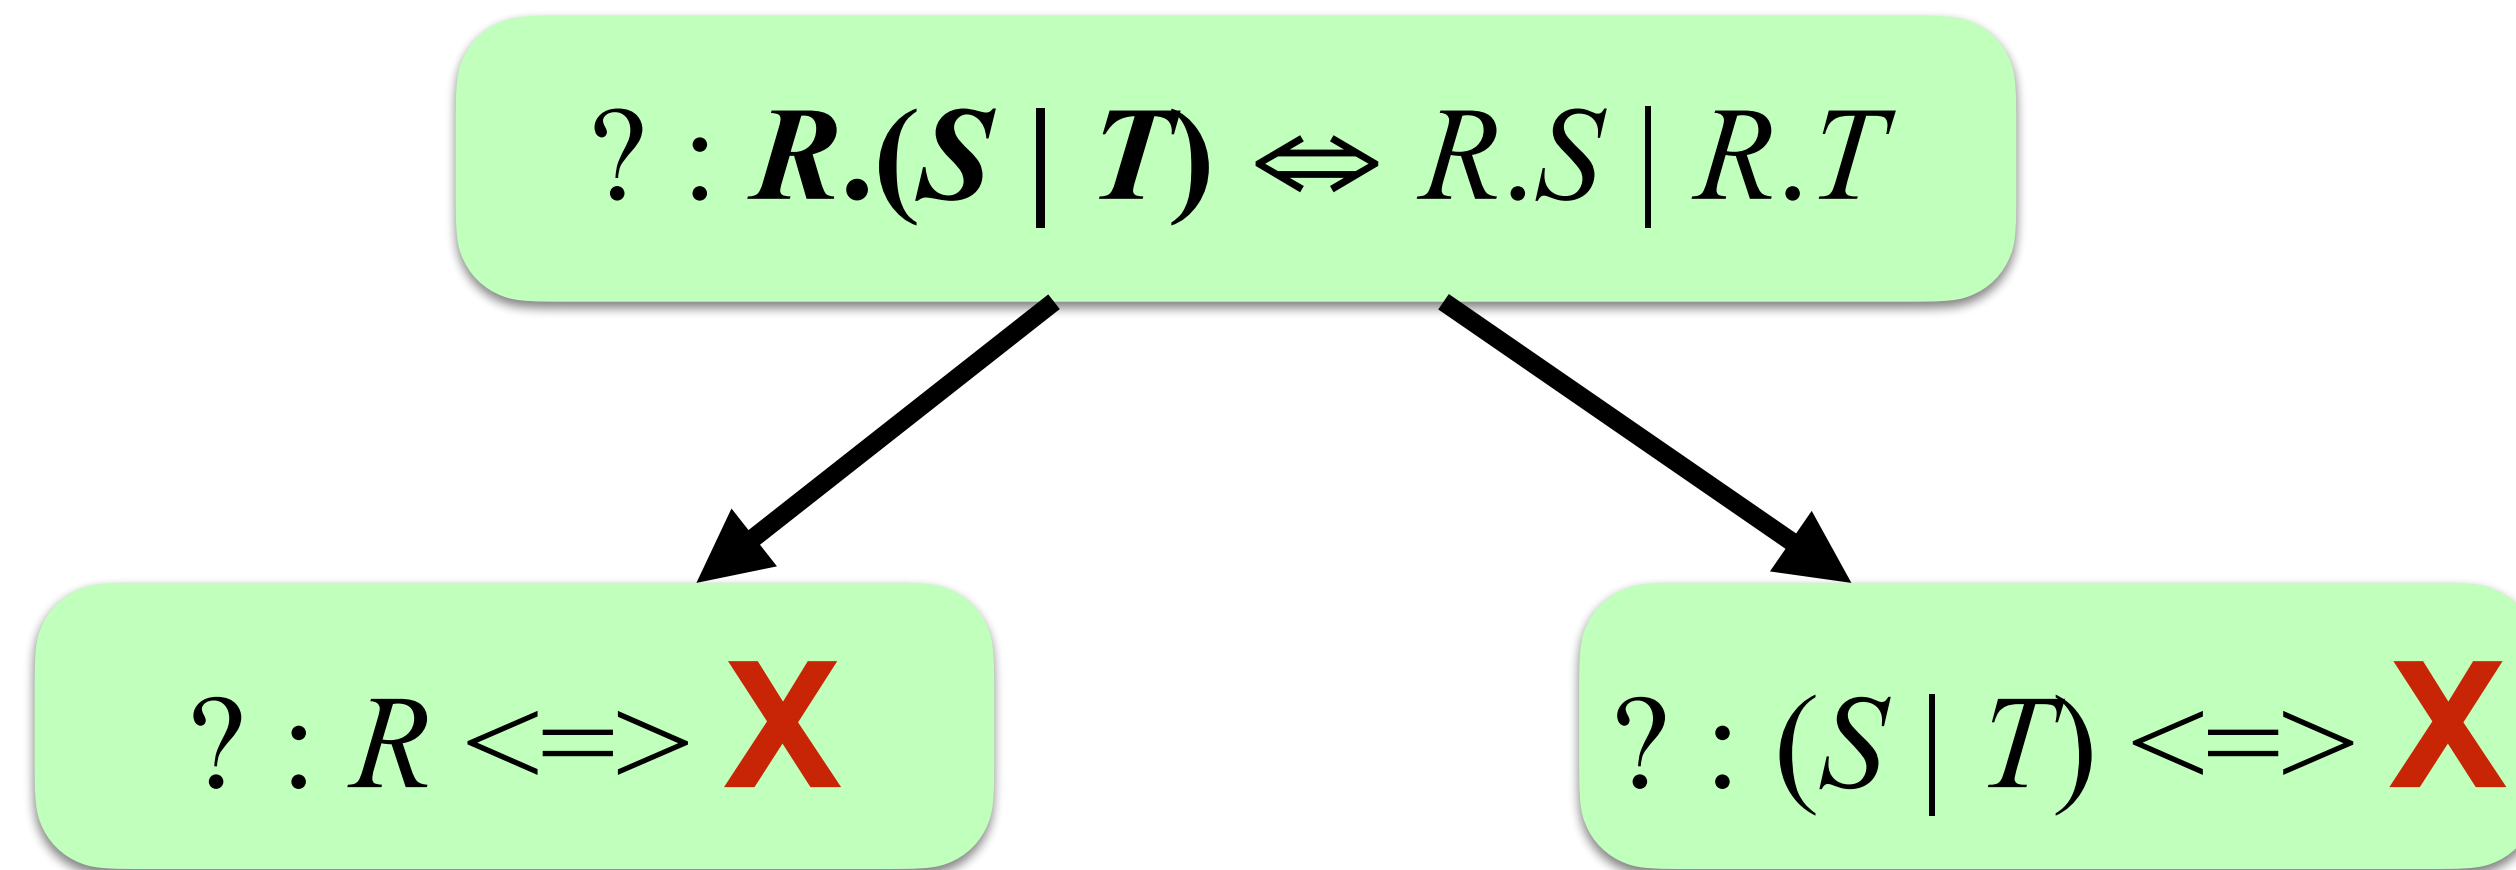 ? : R.(S | T) ⇔ R.S | R.T
? : R <=> X
? : (S | T) <=> X